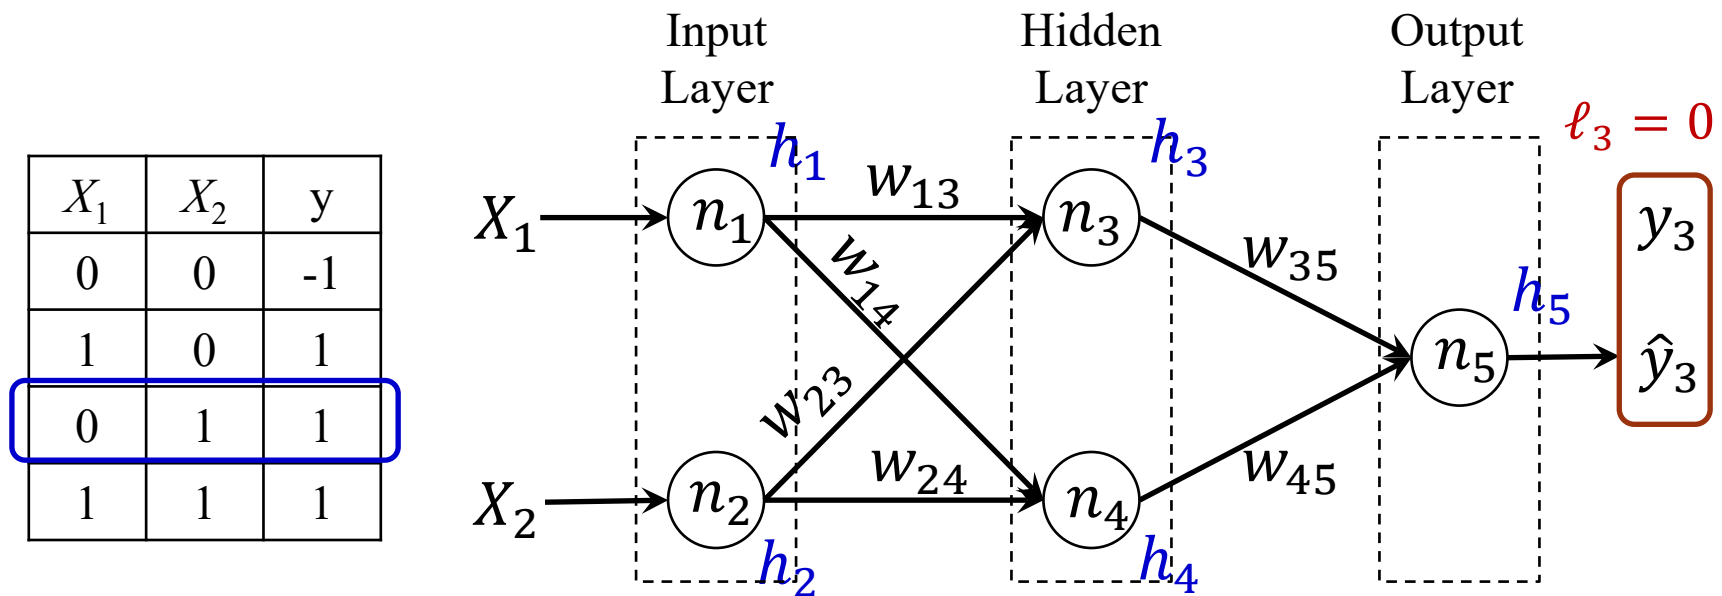 Input Layer
Hidden Layer
Output Layer
ℓ₃ = 0
X₁ X₂ y
0 0 -1
1 0 1
0 1 1
1 1 1
X₁
X₂
n₁
h₁
n₂
h₂
w₁₃
w₁₄
w₂₃
w₂₄
n₃
h₃
n₄
h₄
w₃₅
w₄₅
n₅
h₅
y₃
ŷ₃